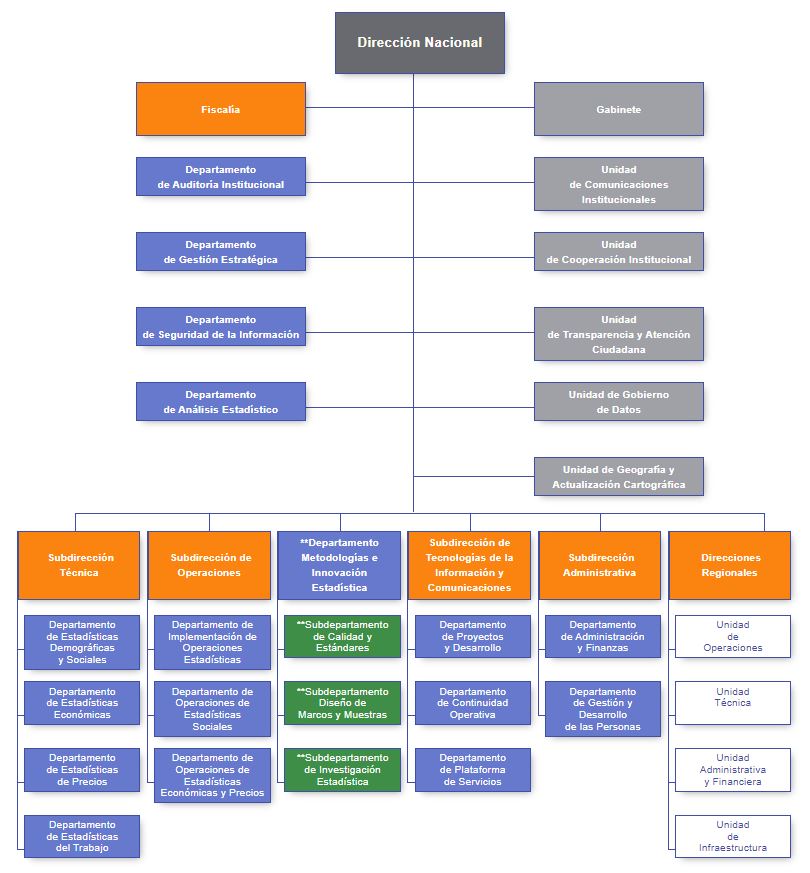 Dirección Nacional
Fiscalía
Gabinete
Departamento
de Auditoría Institucional
Unidad
de Comunicaciones
Institucionales
Departamento
de Gestión Estratégica
Unidad
de Cooperación Institucional
Departamento
de Seguridad de la Información
Unidad
de Transparencia y Atención
Ciudadana
Departamento
de Análisis Estadístico
Unidad de Gobierno
de Datos
Unidad de Geografía y
Actualización Cartográfica
Subdirección
Técnica
Departamento
de Estadísticas
Demográficas
y Sociales
Departamento
de Estadísticas
Económicas
Departamento
de Estadísticas
de Precios
Departamento
de Estadísticas
del Trabajo
Subdirección de
Operaciones
Departamento de
Implementación de
Operaciones
Estadísticas
Departamento de
Operaciones de
Estadísticas
Sociales
Departamento de
Operaciones de
Estadísticas
Económicas y Precios
**Departamento
Metodologías e
Innovación
Estadística
**Subdepartamento
de Calidad y
Estándares
**Subdepartamento
Diseño de
Marcos y Muestras
**Subdepartamento
de Investigación
Estadística
Subdirección de
Tecnologías de la
Información y
Comunicaciones
Departamento
de Proyectos
y Desarrollo
Departamento
de Continuidad
Operativa
Departamento
de Plataforma
de Servicios
Subdirección
Administrativa
Departamento
de Administración
y Finanzas
Departamento
de Gestión y
Desarrollo
de las Personas
Direcciones
Regionales
Unidad
de
Operaciones
Unidad
Técnica
Unidad
Administrativa
y Financiera
Unidad
de
Infraestructura